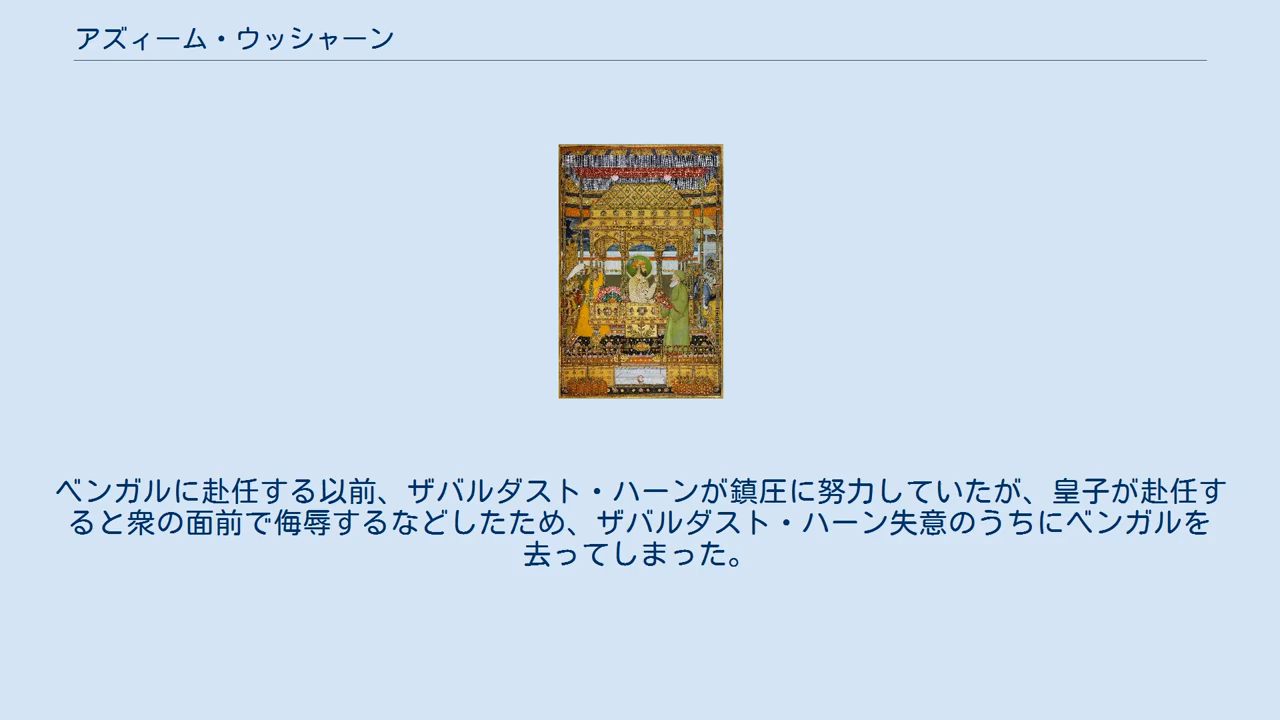 アズィーム・ウッシャーン
ベンガルに赴任する以前、ザバルダスト・ハーンが鎮圧に努力していたが、皇子が赴任す
ると衆の面前で侮辱するなどしたため、ザバルダスト・ハーン失意のうちにベンガルを
去ってしまった。